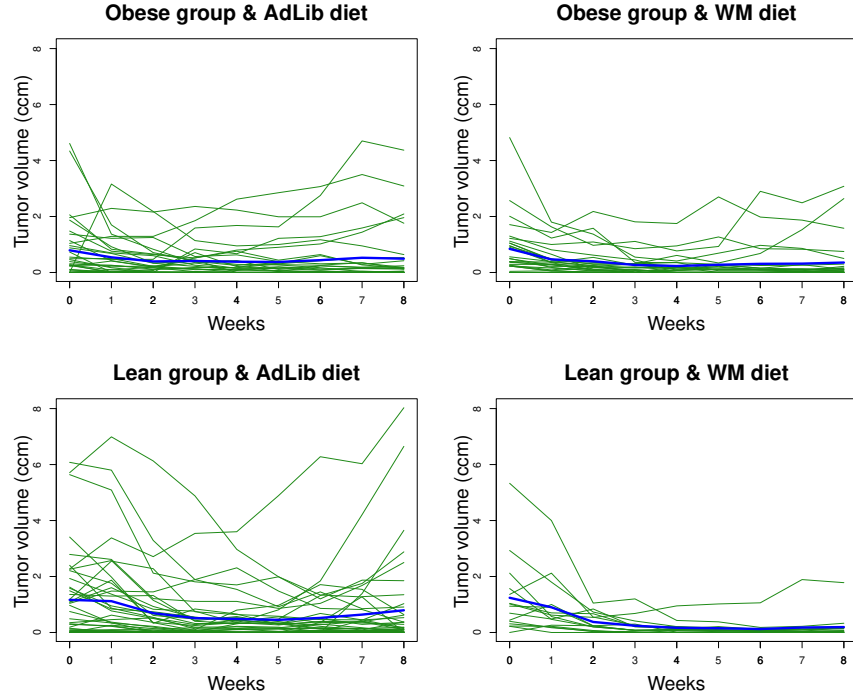 Obese group & AdLib diet
Tumor volume (ccm)
8
6
4
2
0
0 1 2 3 4 5 6 7 8
Weeks
Obese group & WM diet
Tumor volume (ccm)
8
6
4
2
0
0 1 2 3 4 5 6 7 8
Weeks
Lean group & AdLib diet
Tumor volume (ccm)
8
6
4
2
0
0 1 2 3 4 5 6 7 8
Weeks
Lean group & WM diet
Tumor volume (ccm)
8
6
4
2
0
0 1 2 3 4 5 6 7 8
Weeks